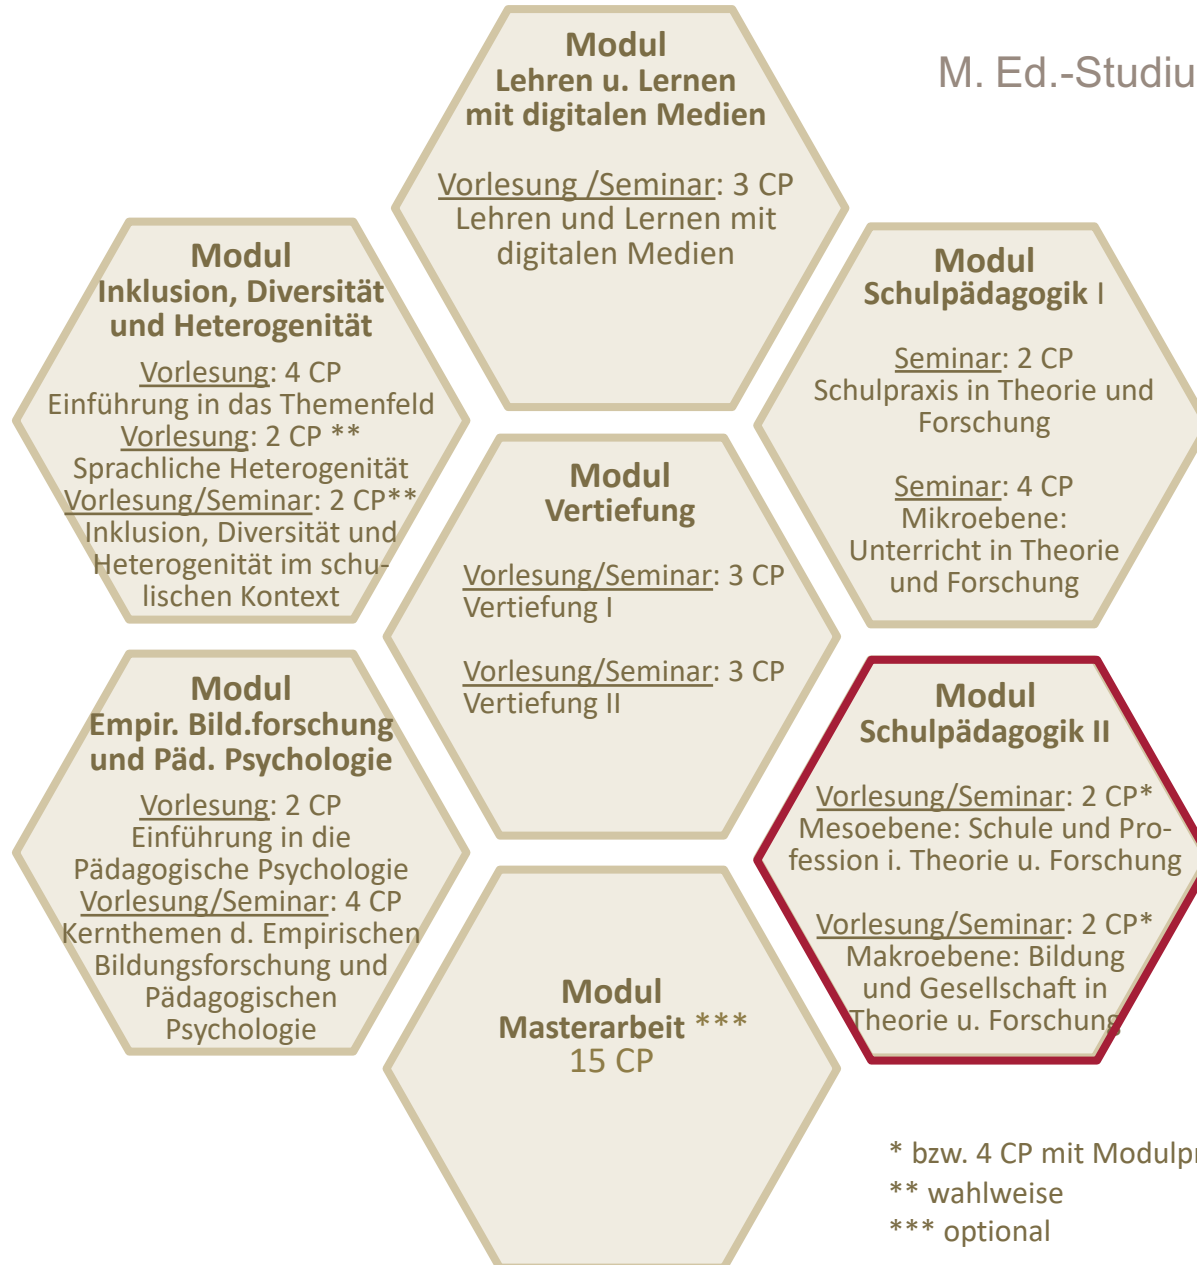 M. Ed.-Studiu
Modul
Lehren u. Lernen
mit digitalen Medien
Vorlesung /Seminar: 3 CP
Lehren und Lernen mit
digitalen Medien
Modul
Inklusion, Diversität
und Heterogenität
Vorlesung: 4 CP
Einführung in das Themenfeld
Vorlesung: 2 CP **
Sprachliche Heterogenität
Vorlesung/Seminar: 2 CP**
Inklusion, Diversität und
Heterogenität im schu-
lischen Kontext
Modul
Schulpädagogik I
Seminar: 2 CP
Schulpraxis in Theorie und
Forschung
Seminar: 4 CP
Mikroebene:
Unterricht in Theorie
und Forschung
Modul
Vertiefung
Vorlesung/Seminar: 3 CP
Vertiefung I
Vorlesung/Seminar: 3 CP
Vertiefung II
Modul
Empir. Bild.forschung
und Päd. Psychologie
Vorlesung: 2 CP
Einführung in die
Pädagogische Psychologie
Vorlesung/Seminar: 4 CP
Kernthemen d. Empirischen
Bildungsforschung und
Pädagogischen
Psychologie
Modul
Schulpädagogik II
Vorlesung/Seminar: 2 CP*
Mesoebene: Schule und Pro-
fession i. Theorie u. Forschung
Vorlesung/Seminar: 2 CP*
Makroebene: Bildung
und Gesellschaft in
Theorie u. Forschung
Modul
Masterarbeit ***
15 CP
* bzw. 4 CP mit Modulpr
** wahlweise
*** optional